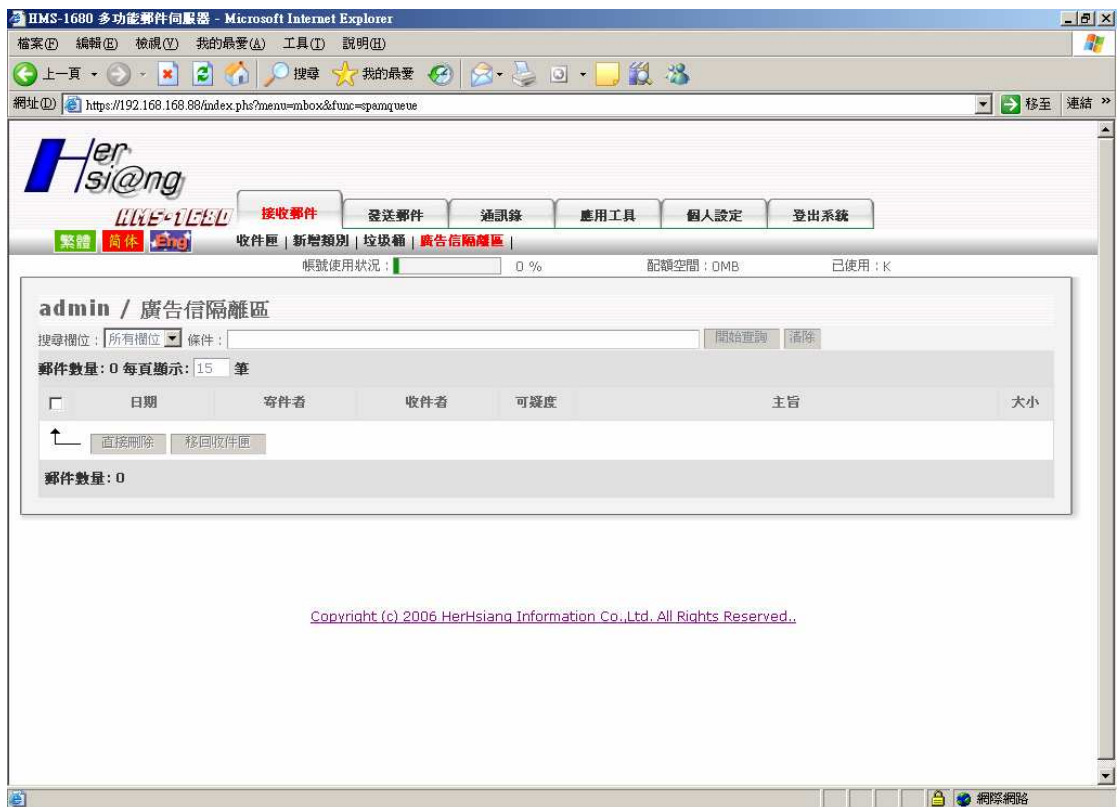 HMS-1680 多功能郵件伺服器 - Microsoft Internet Explorer
檔案(F) 編輯(E) 檢視(V) 我的最愛(A) 工具(T) 說明(H)
上一頁 搜尋 我的最愛
網址(D) https://192.168.168.88/index.phs?menu=mbox&func=spamqueue 移至 連結 »
Her
si@ng
HMS-1680 接收郵件 發送郵件 通訊錄 應用工具 個人設定 登出系統
繁體 简体 Eng 收件匣 | 新增類別 | 垃圾桶 | 廣告信隔離區 |
帳號使用狀況： 0 % 配額空間：0MB 已使用：K
admin / 廣告信隔離區
搜尋欄位： 所有欄位 條件： 開始查詢 清除
郵件數量: 0 每頁顯示: 15 筆
日期 寄件者 收件者 可疑度 主旨 大小
直接刪除 移回收件匣
郵件數量: 0
Copyright (c) 2006 HerHsiang Information Co.,Ltd. All Rights Reserved..
網際網路